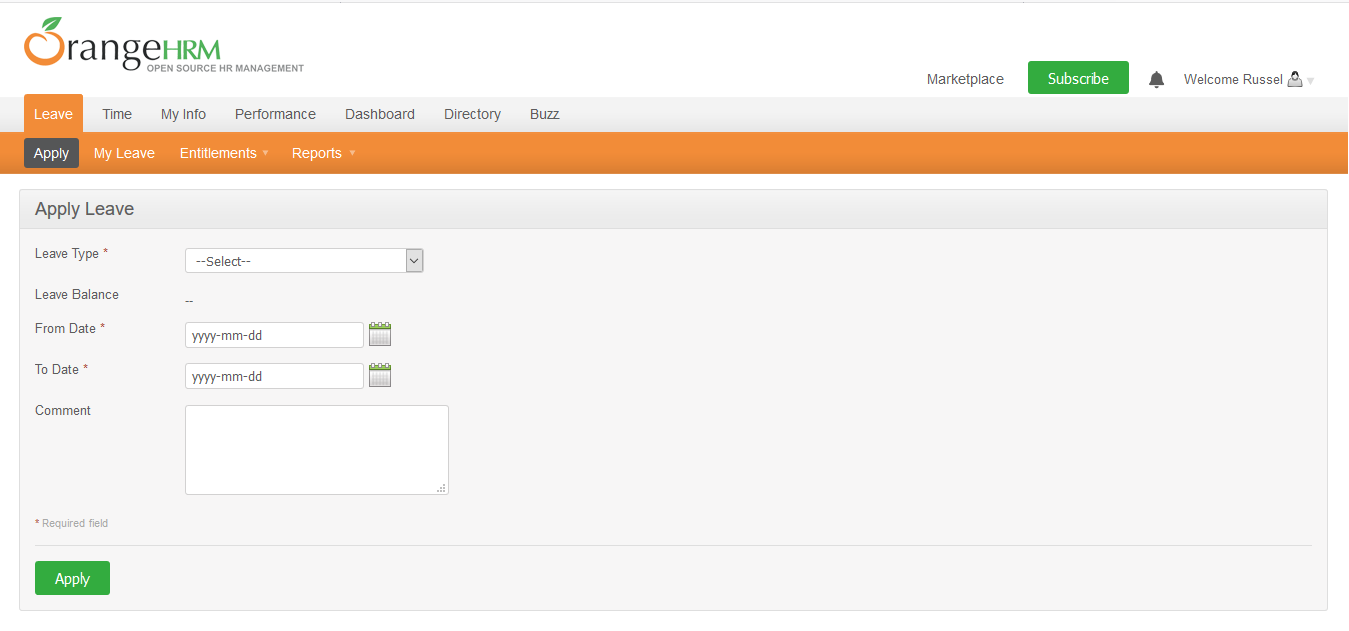 OrangeHRM
OPEN SOURCE HR MANAGEMENT
Marketplace Subscribe Welcome Russel
Leave Time My Info Performance Dashboard Directory Buzz
Apply My Leave Entitlements Reports
Apply Leave
Leave Type * --Select--
Leave Balance --
From Date * yyyy-mm-dd
To Date * yyyy-mm-dd
Comment
* Required field
Apply